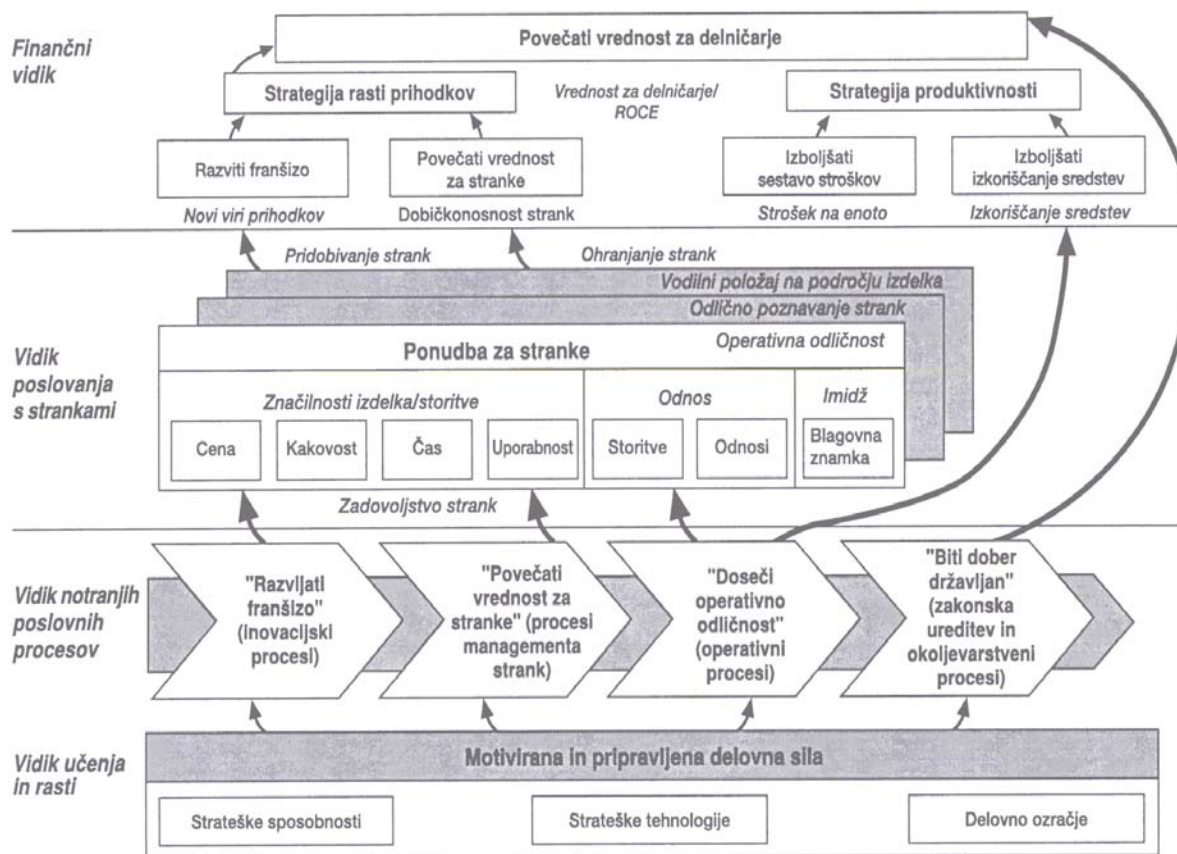 Finančni
vidik
Povečati vrednost za delničarje
Strategija rasti prihodkov
Vrednost za delničarje/
ROCE
Strategija produktivnosti
Razviti franšizo
Povečati vrednost
za stranke
Izboljšati
sestavo stroškov
Izboljšati
izkoriščanje sredstev
Novi viri prihodkov
Dobičkonosnost strank
Strošek na enoto
Izkoriščanje sredstev
Vidik
poslovanja
s strankami
Pridobivanje strank
Ohranjanje strank
Vodilni položaj na področju izdelka
Odlično poznavanje strank
Operativna odličnost
Ponudba za stranke
Značilnosti izdelka/storitve
Odnos
Imidž
Cena
Kakovost
Čas
Uporabnost
Storitve
Odnosi
Blagovna
znamka
Zadovoljstvo strank
Vidik notranjih
poslovnih
procesov
"Razvijati
franšizo"
(inovacijski
procesi)
"Povečati
vrednost za
stranke" (procesi
managementa
strank)
"Doseči
operativno
odličnost"
(operativni
procesi)
"Biti dober
državljan"
(zakonska
ureditev in
okoljevarstveni
procesi)
Vidik učenja
in rasti
Motivirana in pripravljena delovna sila
Strateške sposobnosti
Strateške tehnologije
Delovno ozračje